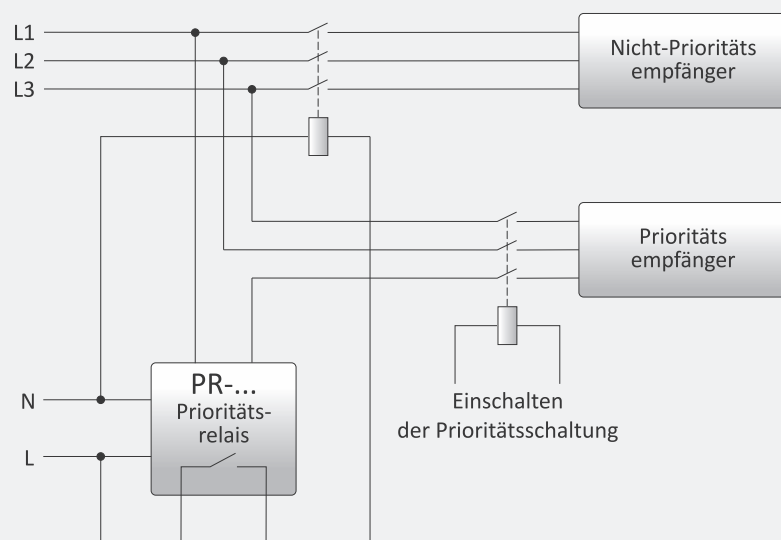 L1
L2
L3
Nicht-Prioritäts
empfänger
Prioritäts
empfänger
PR-...
Prioritäts-
relais
N
L
Einschalten
der Prioritätsschaltung